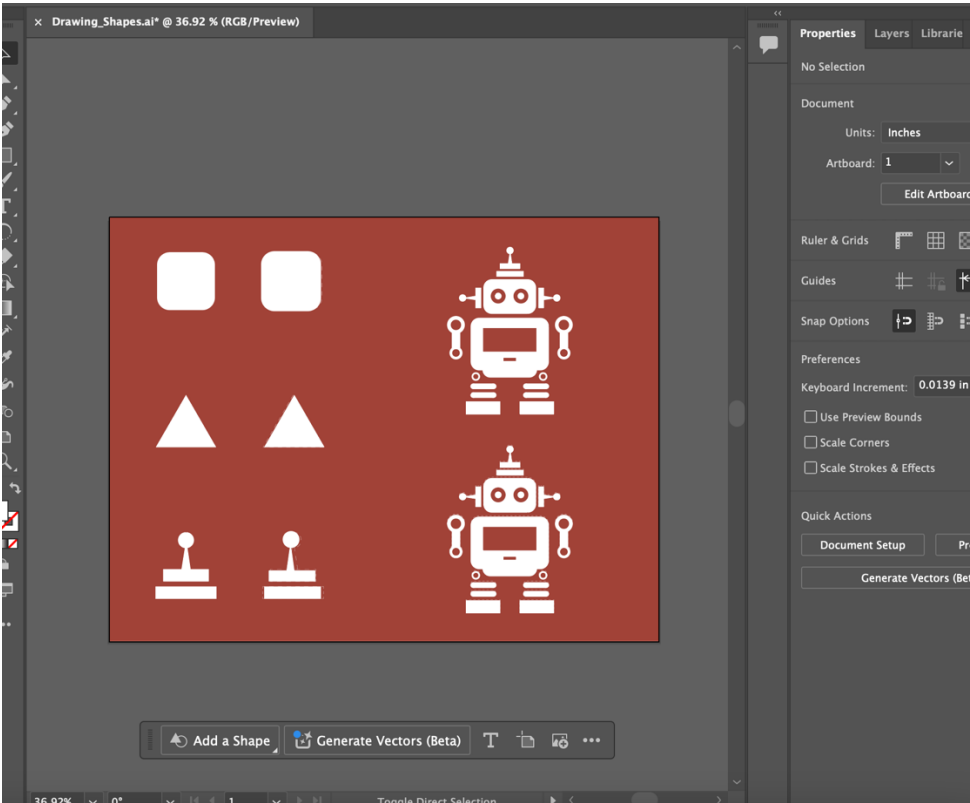 × Drawing_Shapes.ai* @ 36.92 % (RGB/Preview)
Properties Layers Librarie
No Selection
Document
Units: Inches
Artboard: 1
Edit Artboard
Ruler & Grids
Guides
Snap Options
Preferences
Keyboard Increment: 0.0139 in
Use Preview Bounds
Scale Corners
Scale Strokes & Effects
Quick Actions
Document Setup Pr
Generate Vectors (Bet
Add a Shape Generate Vectors (Beta)
36.92% 0° 1 Toggle Direct Selection